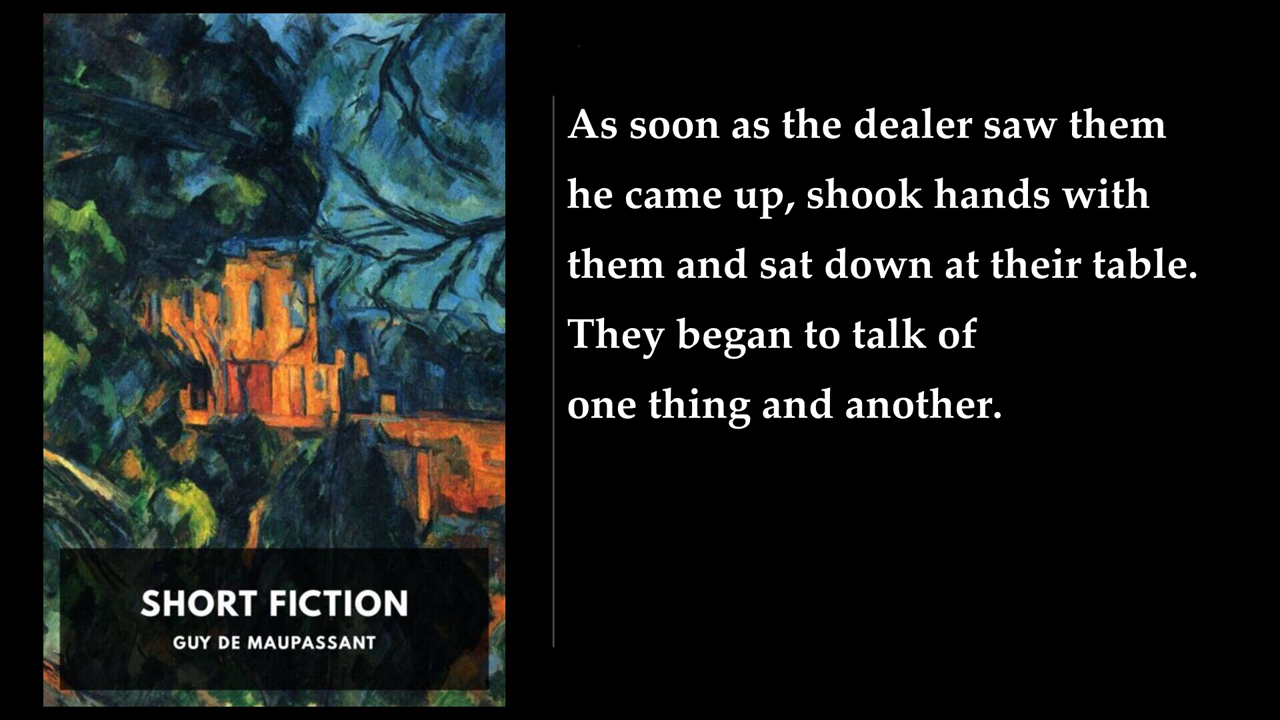 SHORT FICTION
GUY DE MAUPASSANT
As soon as the dealer saw them
he came up, shook hands with
them and sat down at their table.
They began to talk of
one thing and another.